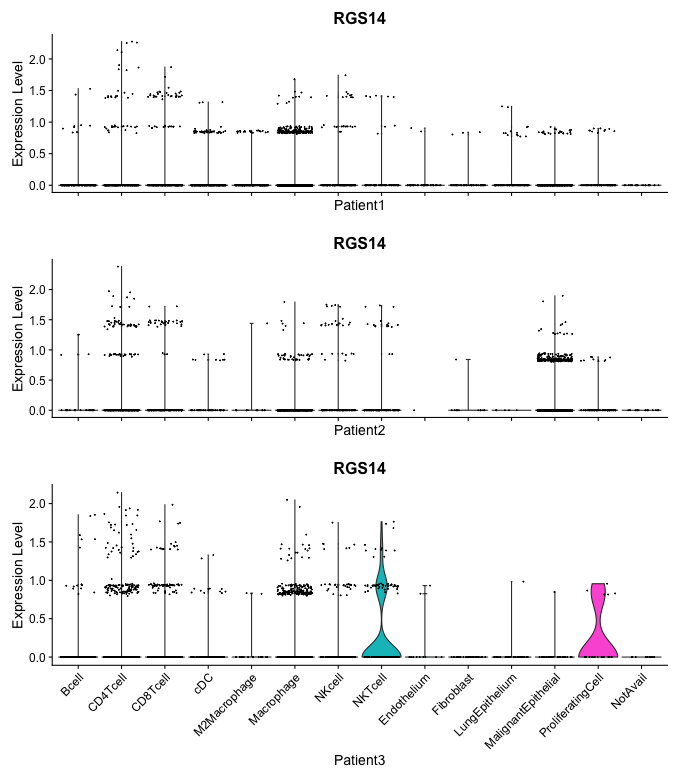 RGS14
Expression Level
2.0
1.5
1.0
0.5
0.0
Patient1
RGS14
Expression Level
2.0
1.5
1.0
0.5
0.0
Patient2
RGS14
Expression Level
2.0
1.5
1.0
0.5
0.0
Bcell
CD4Tcell
CD8Tcell
cDC
M2Macrophage
Macrophage
NKcell
NKTcell
Endothelium
Fibroblast
LungEpithelium
MalignantEpithelial
ProliferatingCell
NotAvail
Patient3